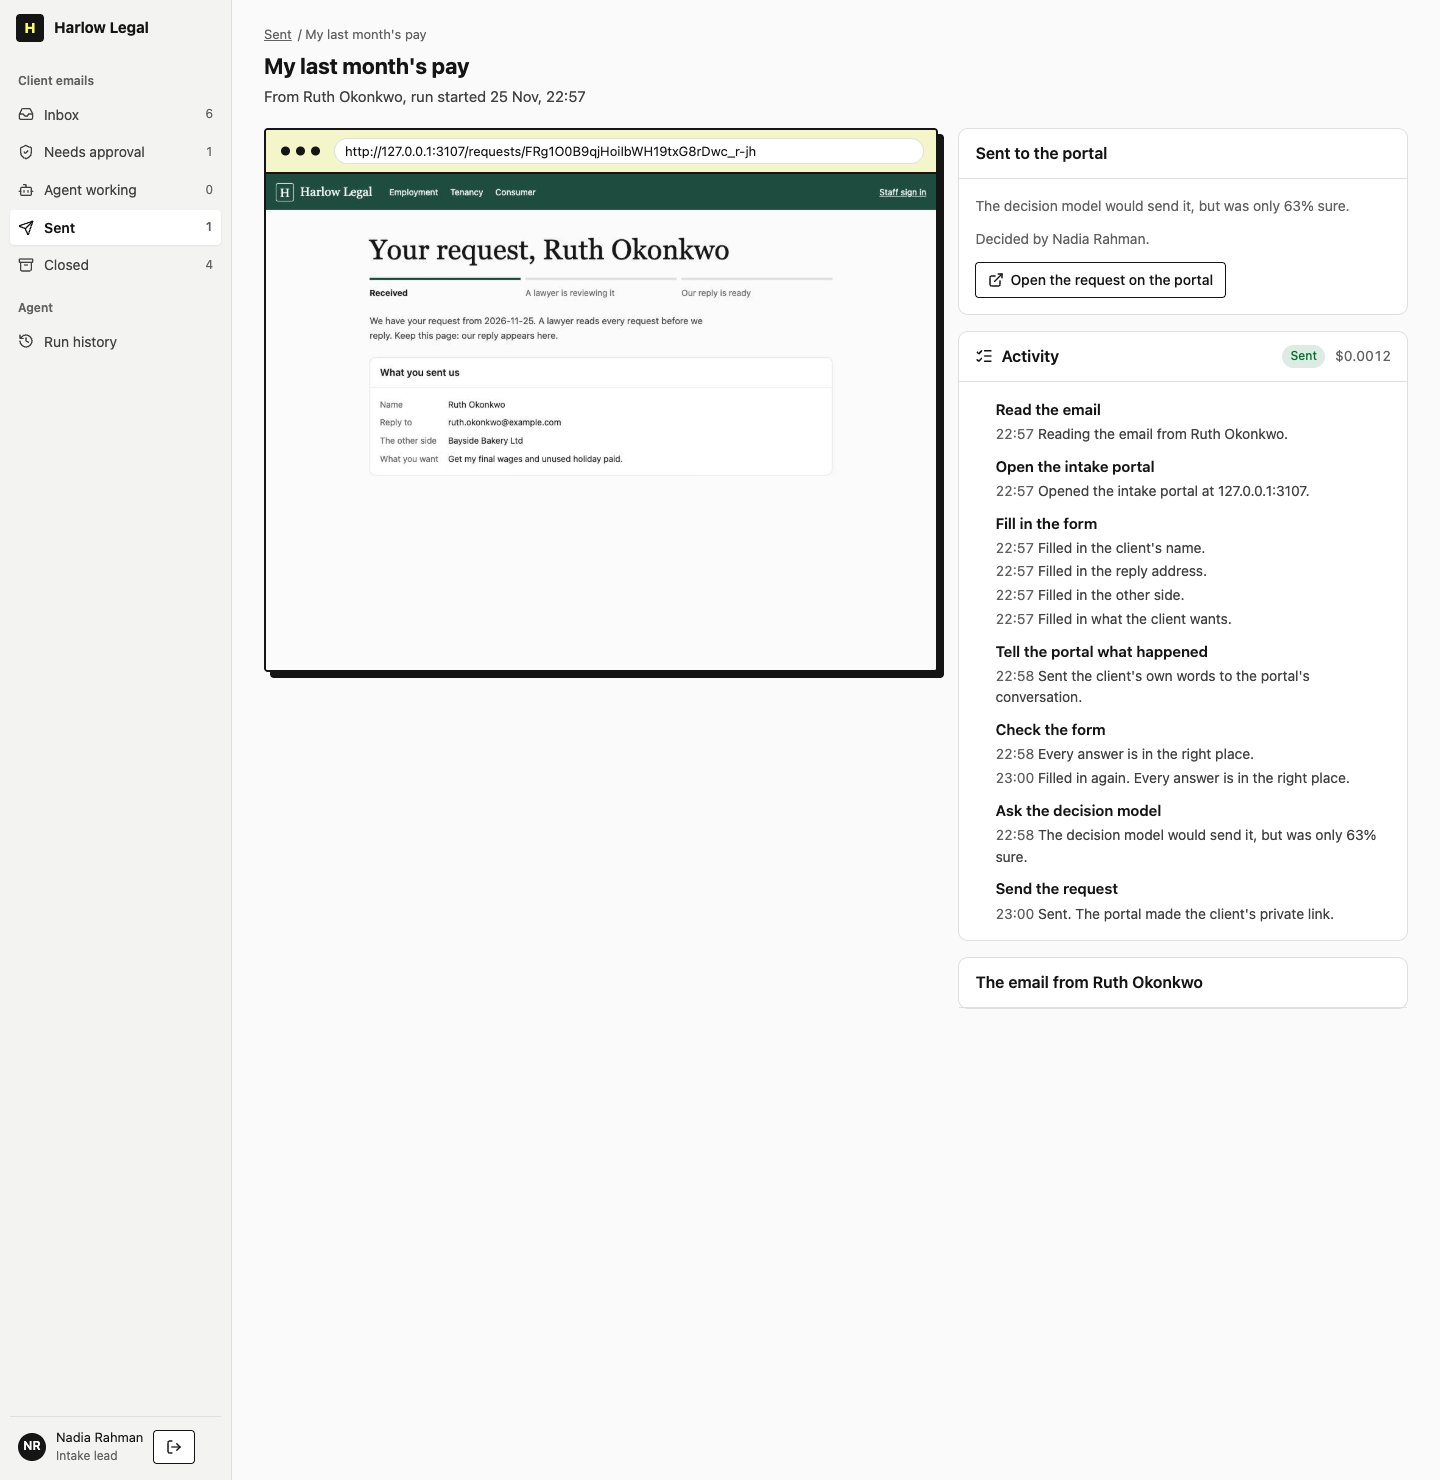 H Harlow Legal
Client emails
Inbox 6
Needs approval 1
Agent working 0
Sent 1
Closed 4
Agent
Run history
NR Nadia Rahman
Intake lead
Sent / My last month's pay
My last month's pay
From Ruth Okonkwo, run started 25 Nov, 22:57
http://127.0.0.1:3107/requests/FRg1O0B9qjHoilbWH19txG8rDwc_r-jh
H Harlow Legal Employment Tenancy Consumer Staff sign in
Your request, Ruth Okonkwo
Received A lawyer is reviewing it Our reply is ready
We have your request from 2026-11-25. A lawyer reads every request before we
reply. Keep this page: our reply appears here.
What you sent us
Name Ruth Okonkwo
Reply to ruth.okonkwo@example.com
The other side Bayside Bakery Ltd
What you want Get my final wages and unused holiday paid.
Sent to the portal
The decision model would send it, but was only 63% sure.
Decided by Nadia Rahman.
Open the request on the portal
Activity Sent $0.0012
Read the email
22:57 Reading the email from Ruth Okonkwo.
Open the intake portal
22:57 Opened the intake portal at 127.0.0.1:3107.
Fill in the form
22:57 Filled in the client's name.
22:57 Filled in the reply address.
22:57 Filled in the other side.
22:57 Filled in what the client wants.
Tell the portal what happened
22:58 Sent the client's own words to the portal's
conversation.
Check the form
22:58 Every answer is in the right place.
23:00 Filled in again. Every answer is in the right place.
Ask the decision model
22:58 The decision model would send it, but was only 63%
sure.
Send the request
23:00 Sent. The portal made the client's private link.
The email from Ruth Okonkwo